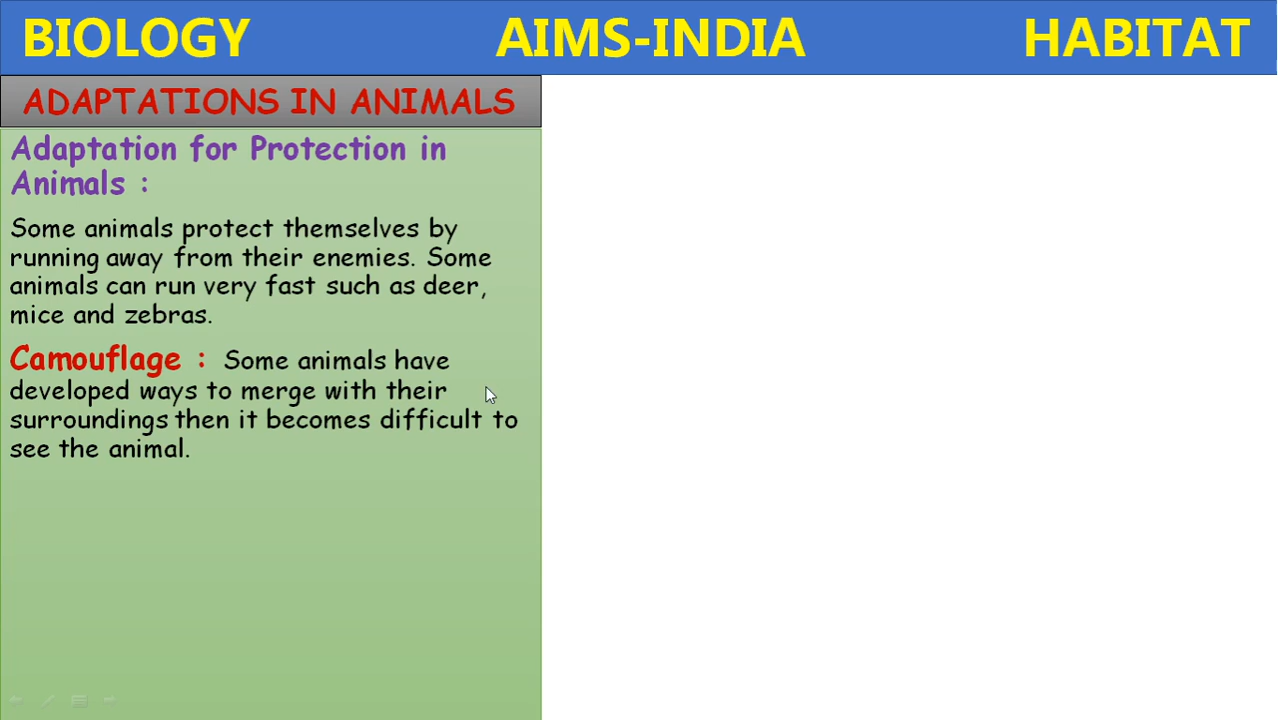 BIOLOGY AIMS-INDIA HABITAT
ADAPTATIONS IN ANIMALS
Adaptation for Protection in
Animals :
Some animals protect themselves by
running away from their enemies. Some
animals can run very fast such as deer,
mice and zebras.
Camouflage : Some animals have
developed ways to merge with their
surroundings then it becomes difficult to
see the animal.